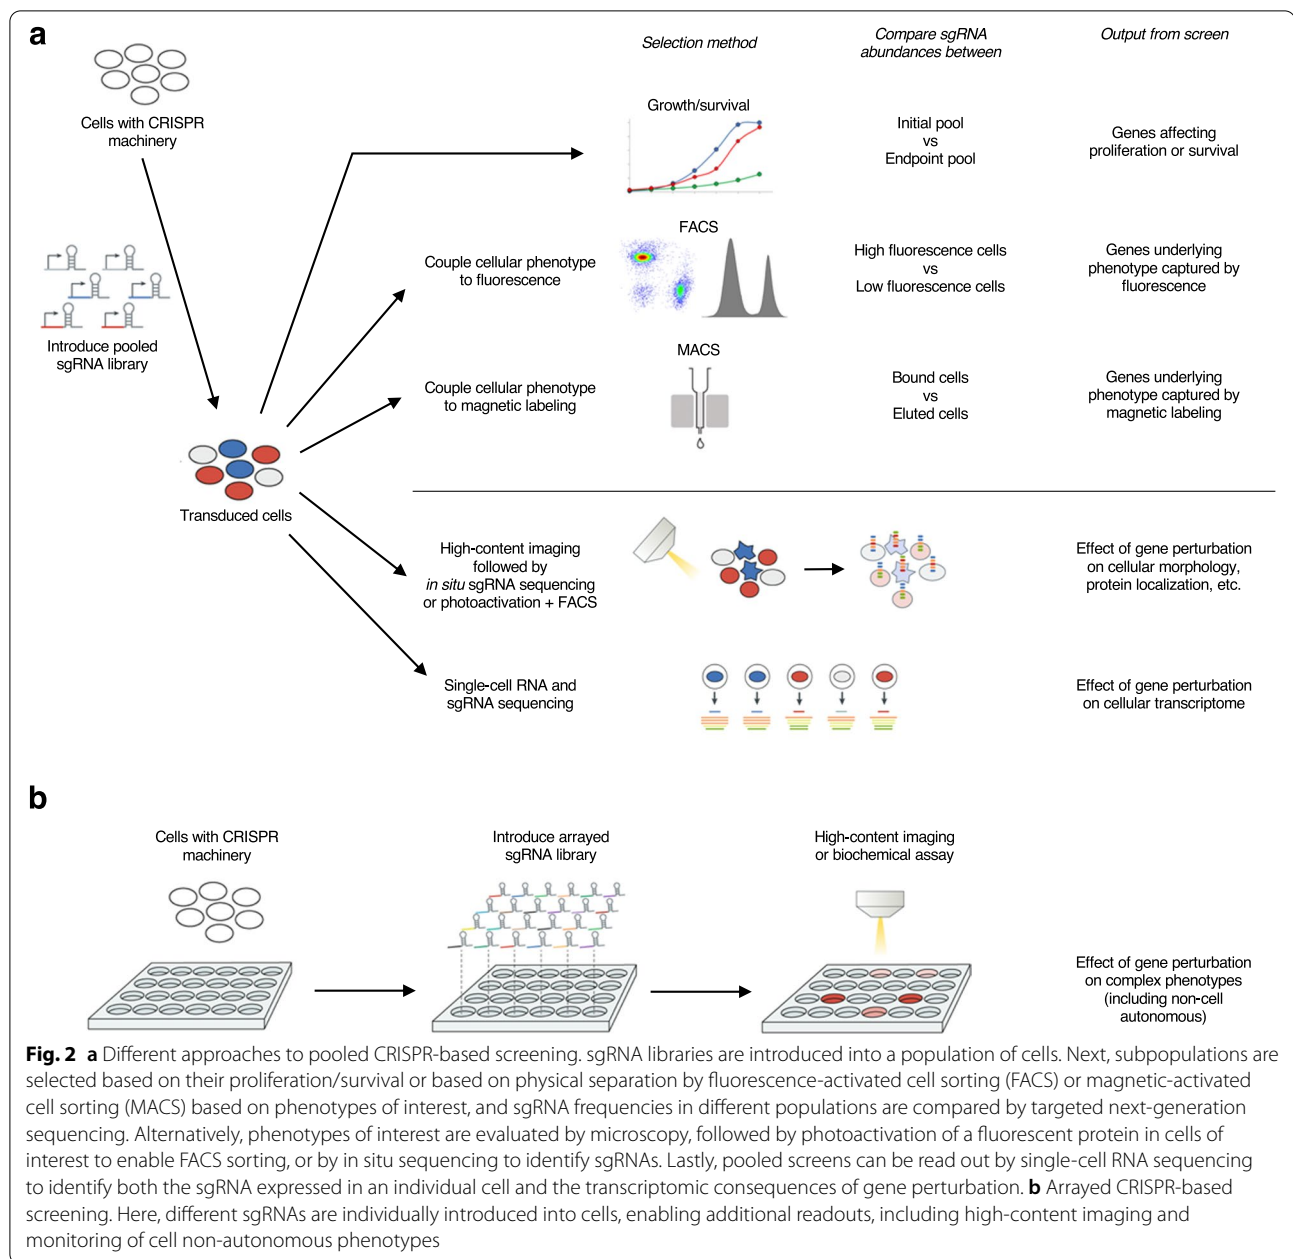 a
Selection method
Compare sgRNA
abundances between
Output from screen
Cells with CRISPR
machinery
Growth/survival
Initial pool
vs
Endpoint pool
Genes affecting
proliferation or survival
Introduce pooled
sgRNA library
Couple cellular phenotype
to fluorescence
FACS
High fluorescence cells
vs
Low fluorescence cells
Genes underlying
phenotype captured by
fluorescence
Couple cellular phenotype
to magnetic labeling
MACS
Bound cells
vs
Eluted cells
Genes underlying
phenotype captured by
magnetic labeling
Transduced cells
High-content imaging
followed by
in situ sgRNA sequencing
or photoactivation + FACS
Effect of gene perturbation
on cellular morphology,
protein localization, etc.
Single-cell RNA and
sgRNA sequencing
Effect of gene perturbation
on cellular transcriptome
b
Cells with CRISPR
machinery
Introduce arrayed
sgRNA library
High-content imaging
or biochemical assay
Effect of gene perturbation
on complex phenotypes
(including non-cell
autonomous)
Fig. 2 a Different approaches to pooled CRISPR-based screening. sgRNA libraries are introduced into a population of cells. Next, subpopulations are
selected based on their proliferation/survival or based on physical separation by fluorescence-activated cell sorting (FACS) or magnetic-activated
cell sorting (MACS) based on phenotypes of interest, and sgRNA frequencies in different populations are compared by targeted next-generation
sequencing. Alternatively, phenotypes of interest are evaluated by microscopy, followed by photoactivation of a fluorescent protein in cells of
interest to enable FACS sorting, or by in situ sequencing to identify sgRNAs. Lastly, pooled screens can be read out by single-cell RNA sequencing
to identify both the sgRNA expressed in an individual cell and the transcriptomic consequences of gene perturbation. b Arrayed CRISPR-based
screening. Here, different sgRNAs are individually introduced into cells, enabling additional readouts, including high-content imaging and
monitoring of cell non-autonomous phenotypes